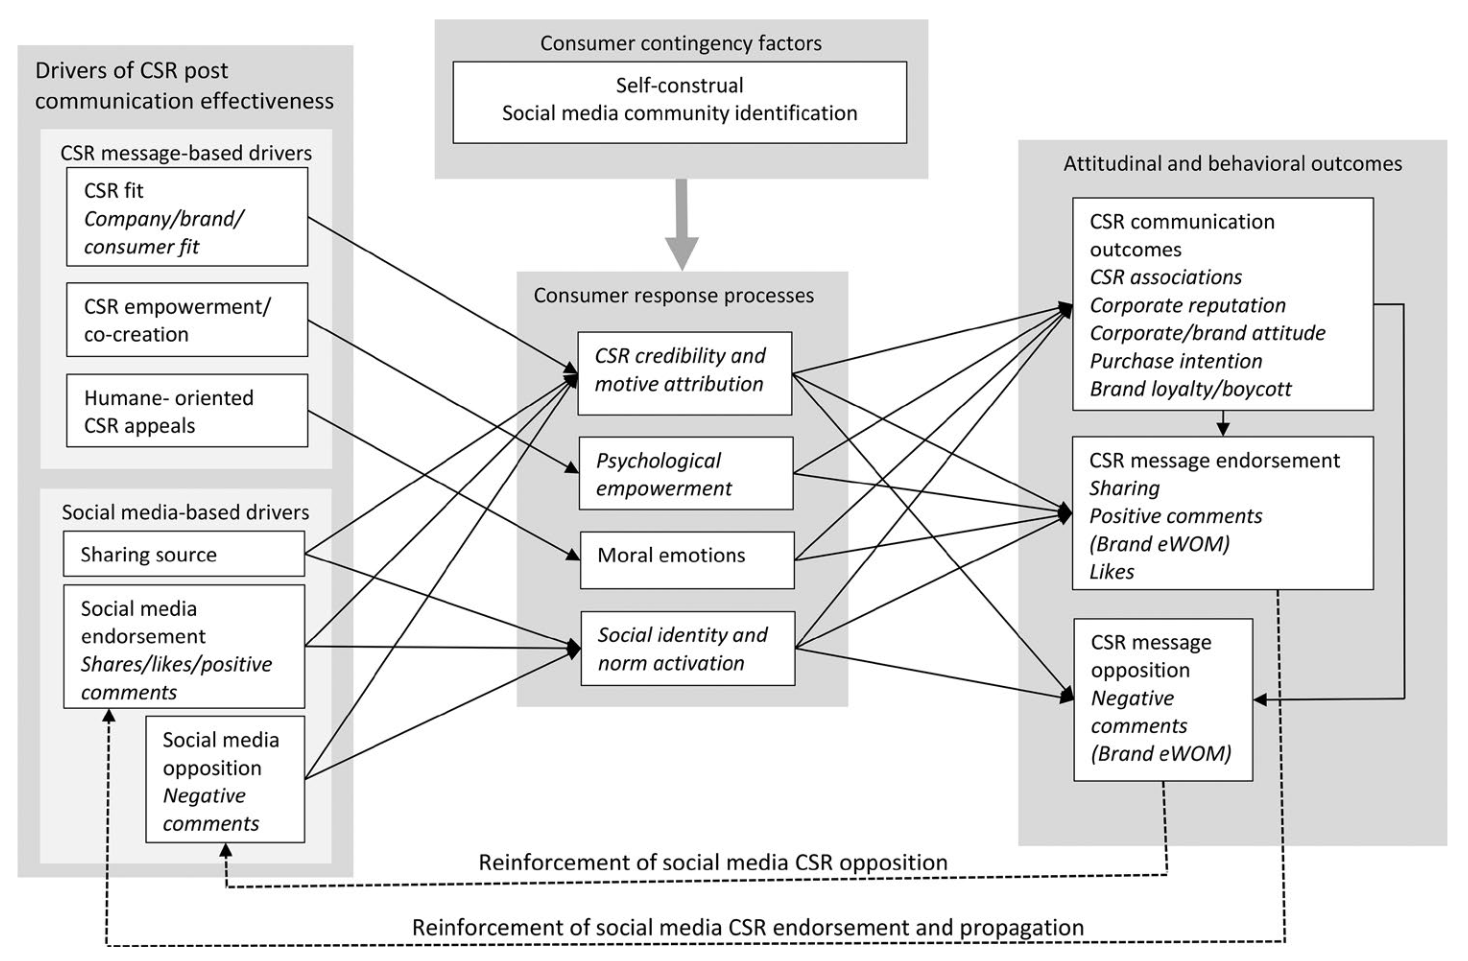 Drivers of CSR post
communication effectiveness
CSR message-based drivers
CSR fit
Company/brand/
consumer fit
CSR empowerment/
co-creation
Humane- oriented
CSR appeals
Social media-based drivers
Sharing source
Social media
endorsement
Shares/likes/positive
comments
Social media
opposition
Negative
comments
Consumer contingency factors
Self-construal
Social media community identification
Consumer response processes
CSR credibility and
motive attribution
Psychological
empowerment
Moral emotions
Social identity and
norm activation
Attitudinal and behavioral outcomes
CSR communication
outcomes
CSR associations
Corporate reputation
Corporate/brand attitude
Purchase intention
Brand loyalty/boycott
CSR message endorsement
Sharing
Positive comments
(Brand eWOM)
Likes
CSR message
opposition
Negative
comments
(Brand eWOM)
Reinforcement of social media CSR opposition
Reinforcement of social media CSR endorsement and propagation